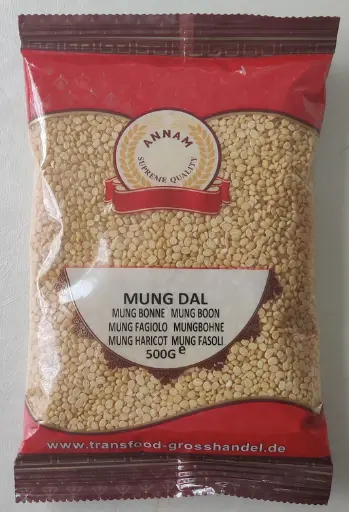 ANNAM
SUPREME QUALITY
MUNG DAL
MUNG BONNE MUNG BOON
MUNG FAGIOLO MUNGBOHNE
MUNG HARICOT MUNG FASOLI
500G e
www.transfood-grosshandel.de